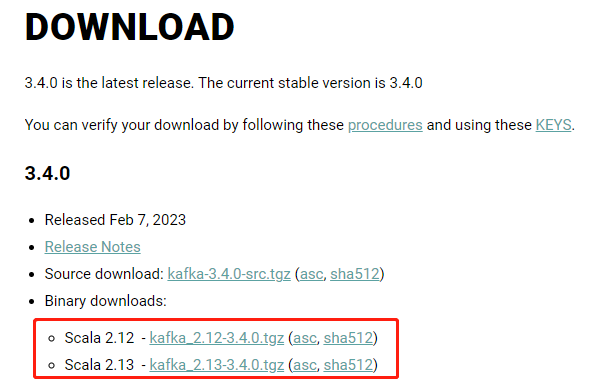 DOWNLOAD
3.4.0 is the latest release. The current stable version is 3.4.0
You can verify your download by following these procedures and using these KEYS.
3.4.0
Released Feb 7, 2023
Release Notes
Source download: kafka-3.4.0-src.tgz (asc, sha512)
Binary downloads:
Scala 2.12 - kafka_2.12-3.4.0.tgz (asc, sha512)
Scala 2.13 - kafka_2.13-3.4.0.tgz (asc, sha512)